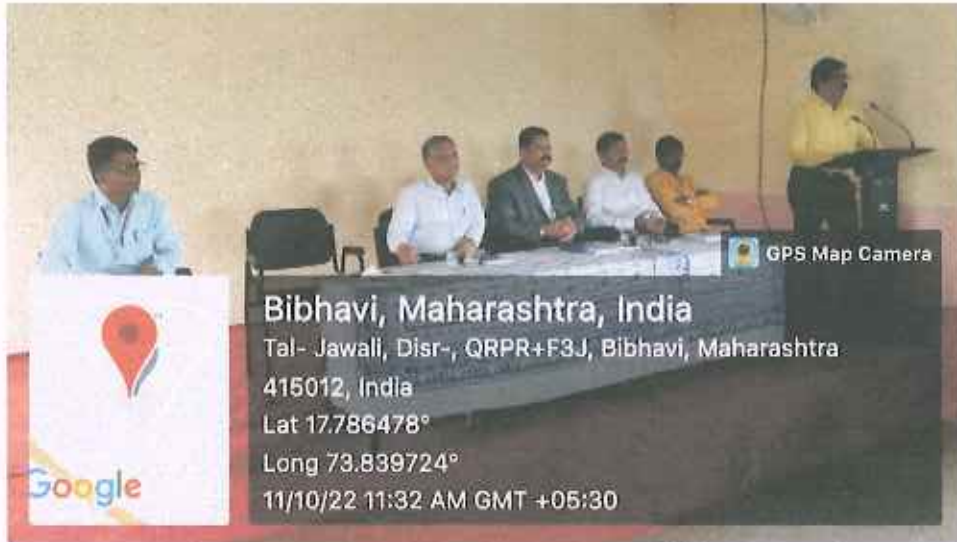 GPS Map Camera
Bibhavi, Maharashtra, India
Tal- Jawali, Disr-, QRPR+F3J, Bibhavi, Maharashtra
415012, India
Lat 17.786478°
Long 73.839724°
11/10/22 11:32 AM GMT +05:30
Google